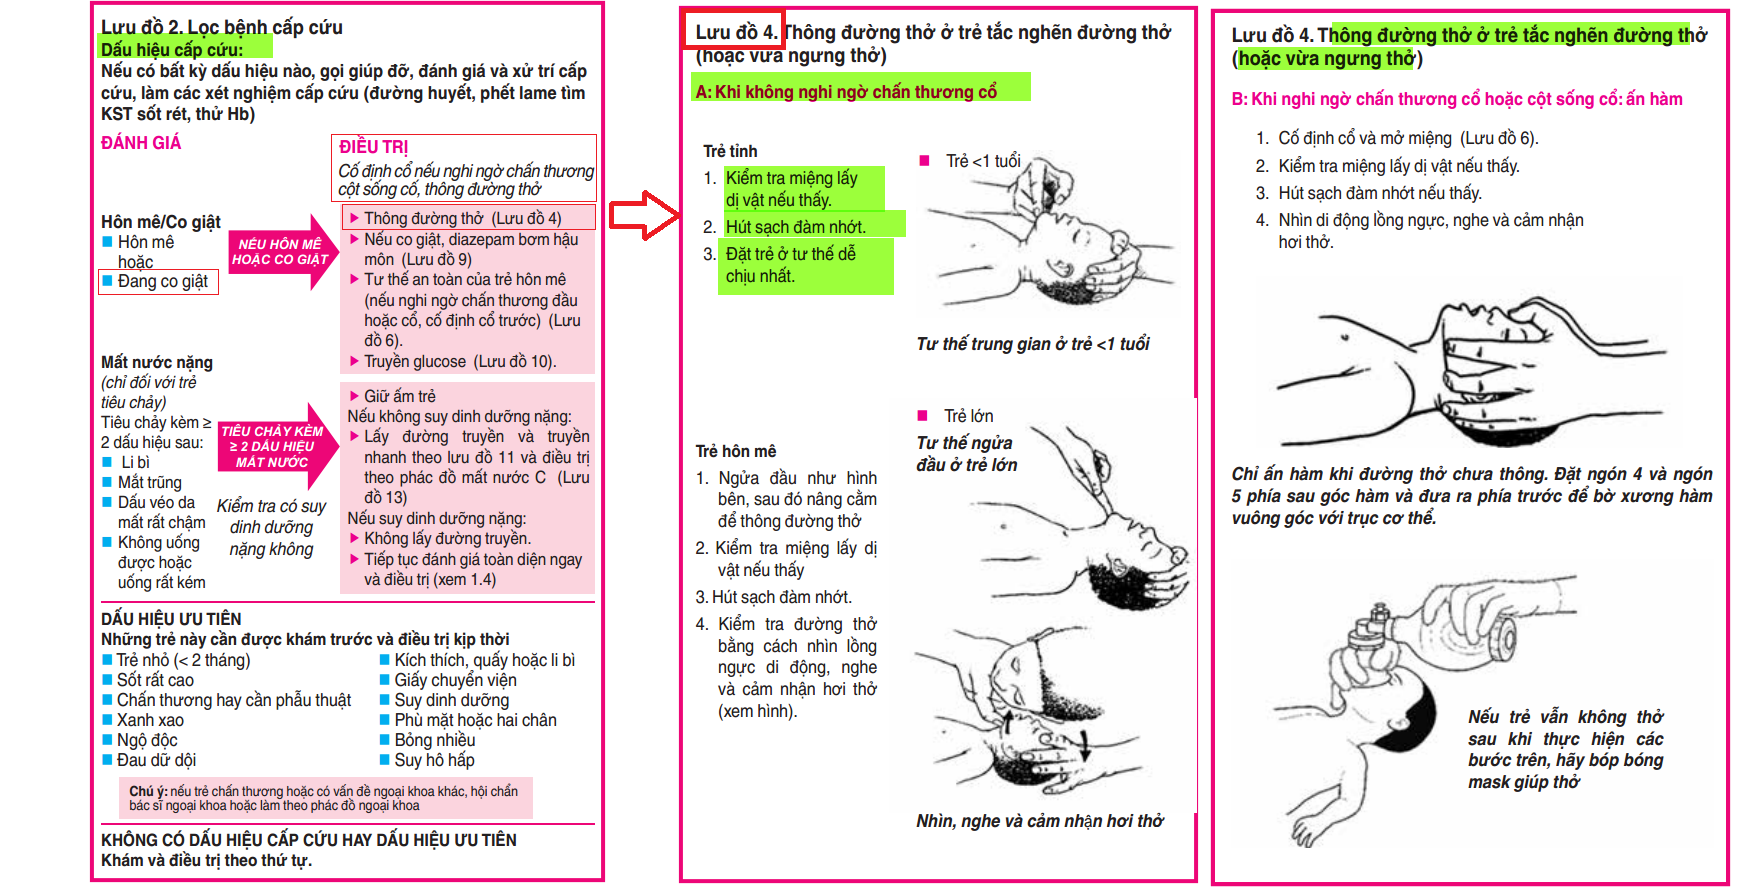 Lưu đồ 2. Lọc bệnh cấp cứu
Dấu hiệu cấp cứu:
Nếu có bất kỳ dấu hiệu nào, gọi giúp đỡ, đánh giá và xử trí cấp
cứu, làm các xét nghiệm cấp cứu (đường huyết, phết lame tìm
KST sốt rét, thử Hb)
ĐÁNH GIÁ
ĐIỀU TRỊ
Cố định cổ nếu nghi ngờ chấn thương
cột sống cổ, thông đường thở
Hôn mê/Co giật
Hôn mê
hoặc
Đang co giật
NẾU HÔN MÊ
HOẶC CO GIẬT
Thông đường thở (Lưu đồ 4)
Nếu co giật, diazepam bơm hậu
môn (Lưu đồ 9)
Tư thế an toàn của trẻ hôn mê
(nếu nghi ngờ chấn thương đầu
hoặc cổ, cố định cổ trước) (Lưu
đồ 6).
Truyền glucose (Lưu đồ 10).
Mất nước nặng
(chỉ đối với trẻ
tiêu chảy)
Tiêu chảy kèm ≥
2 dấu hiệu sau:
Li bì
Mắt trũng
Dấu véo da
mất rất chậm
Không uống
được hoặc
uống rất kém
TIÊU CHẢY KÈM
≥ 2 DẤU HIỆU
MẤT NƯỚC
Kiểm tra có suy
dinh dưỡng
nặng không
Giữ ấm trẻ
Nếu không suy dinh dưỡng nặng:
Lấy đường truyền và truyền
nhanh theo lưu đồ 11 và điều trị
theo phác đồ mất nước C (Lưu
đồ 13)
Nếu suy dinh dưỡng nặng:
Không lấy đường truyền.
Tiếp tục đánh giá toàn diện ngay
và điều trị (xem 1.4)
DẤU HIỆU ƯU TIÊN
Những trẻ này cần được khám trước và điều trị kịp thời
Trẻ nhỏ (< 2 tháng)
Sốt rất cao
Chấn thương hay cần phẫu thuật
Xanh xao
Ngộ độc
Đau dữ dội
Kích thích, quấy hoặc li bì
Giấy chuyển viện
Suy dinh dưỡng
Phù mặt hoặc hai chân
Bỏng nhiều
Suy hô hấp
Chú ý: nếu trẻ chấn thương hoặc có vấn đề ngoại khoa khác, hội chẩn
bác sĩ ngoại khoa hoặc làm theo phác đồ ngoại khoa
KHÔNG CÓ DẤU HIỆU CẤP CỨU HAY DẤU HIỆU ƯU TIÊN
Khám và điều trị theo thứ tự.
Lưu đồ 4. Thông đường thở ở trẻ tắc nghẽn đường thở
(hoặc vừa ngưng thở)
A: Khi không nghi ngờ chấn thương cổ
Trẻ tỉnh
1. Kiểm tra miệng lấy
dị vật nếu thấy.
2. Hút sạch đàm nhớt.
3. Đặt trẻ ở tư thế dễ
chịu nhất.
Trẻ <1 tuổi
Tư thế trung gian ở trẻ <1 tuổi
Trẻ lớn
Tư thế ngửa
đầu ở trẻ lớn
Trẻ hôn mê
1. Ngửa đầu như hình
bên, sau đó nâng cằm
để thông đường thở
2. Kiểm tra miệng lấy dị
vật nếu thấy
3. Hút sạch đàm nhớt.
4. Kiểm tra đường thở
bằng cách nhìn lồng
ngực di động, nghe
và cảm nhận hơi thở
(xem hình).
Nhìn, nghe và cảm nhận hơi thở
Lưu đồ 4. Thông đường thở ở trẻ tắc nghẽn đường thở
(hoặc vừa ngưng thở)
B: Khi nghi ngờ chấn thương cổ hoặc cột sống cổ: ấn hàm
1. Cố định cổ và mở miệng (Lưu đồ 6).
2. Kiểm tra miệng lấy dị vật nếu thấy.
3. Hút sạch đàm nhớt nếu thấy.
4. Nhìn di động lồng ngực, nghe và cảm nhận
hơi thở.
Chỉ ấn hàm khi đường thở chưa thông. Đặt ngón 4 và ngón
5 phía sau góc hàm và đưa ra phía trước để bờ xương hàm
vuông góc với trục cơ thể.
Nếu trẻ vẫn không thở
sau khi thực hiện các
bước trên, hãy bóp bóng
mask giúp thở